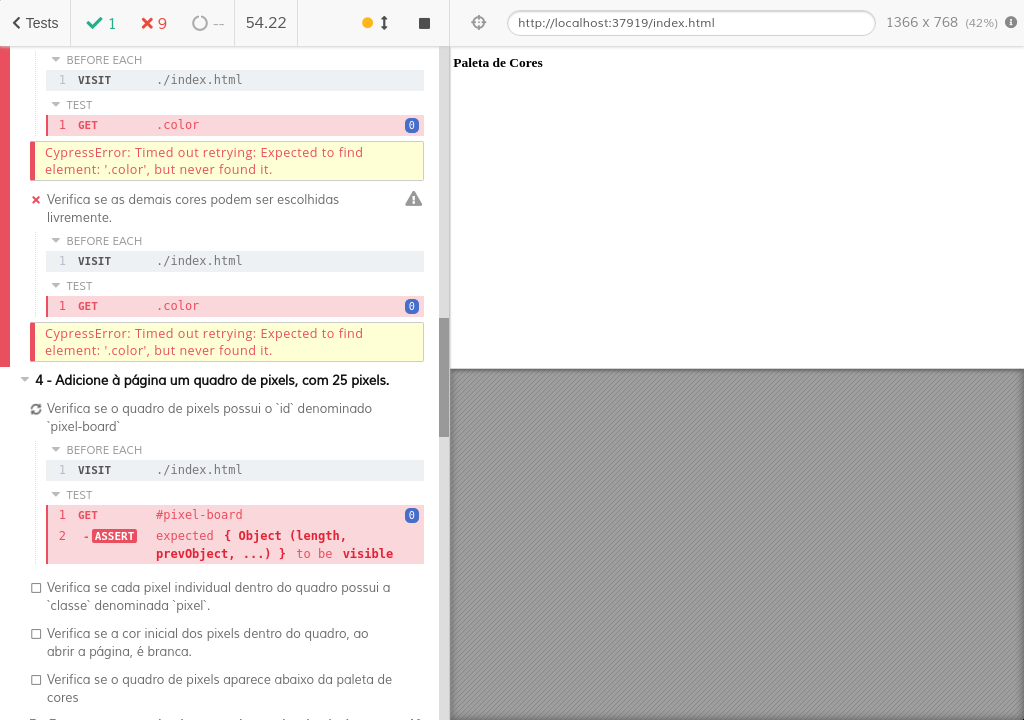 Tests 1 9 -- 54.22 http://localhost:37919/index.html 1366 x 768 (42%)
BEFORE EACH
1 VISIT ./index.html
TEST
1 GET .color 0
CypressError: Timed out retrying: Expected to find
element: '.color', but never found it.
Verifica se as demais cores podem ser escolhidas
livremente.
BEFORE EACH
1 VISIT ./index.html
TEST
1 GET .color 0
CypressError: Timed out retrying: Expected to find
element: '.color', but never found it.
4 - Adicione à página um quadro de pixels, com 25 pixels.
Verifica se o quadro de pixels possui o `id` denominado
`pixel-board`
BEFORE EACH
1 VISIT ./index.html
TEST
1 GET #pixel-board 0
2 - ASSERT expected { Object (length,
prevObject, ...) } to be visible
Verifica se cada pixel individual dentro do quadro possui a
`classe` denominada `pixel`.
Verifica se a cor inicial dos pixels dentro do quadro, ao
abrir a página, é branca.
Verifica se o quadro de pixels aparece abaixo da paleta de
cores
Paleta de Cores